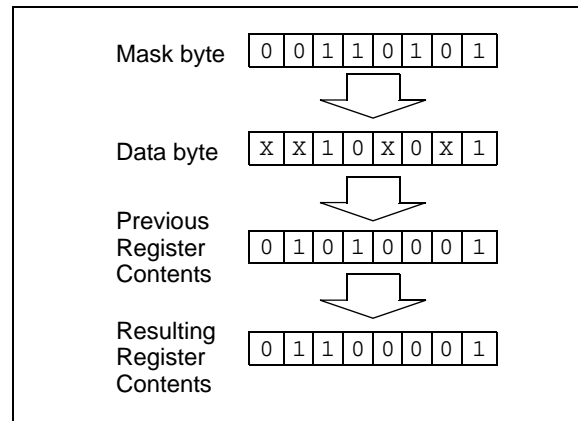 Mask byte 0 0 1 1 0 1 0 1
Data byte X X 1 0 X 0 X 1
Previous
Register
Contents
0 1 0 1 0 0 0 1
Resulting
Register
Contents
0 1 1 0 0 0 0 1